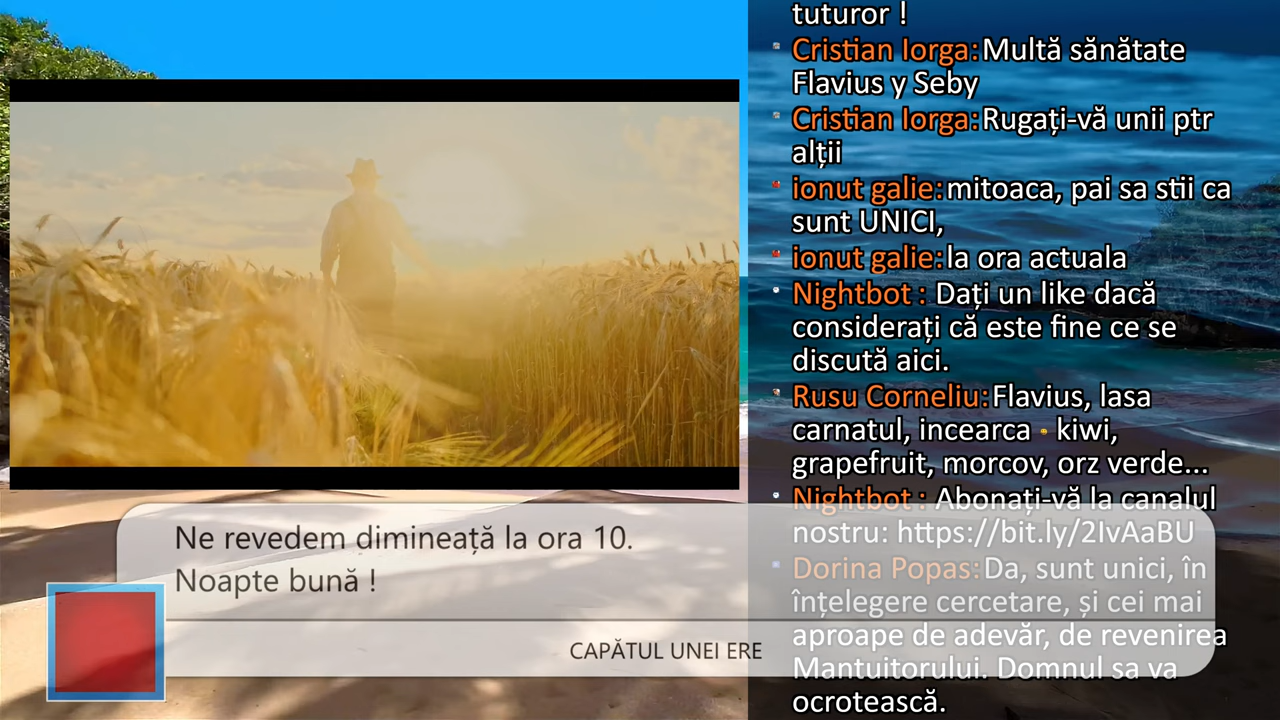 tuturor !
Cristian Iorga: Multă sănătate
Flavius y Seby
Cristian Iorga: Rugați-vă unii ptr
alții
ionut galie: mitoaca, pai sa stii ca
sunt UNICI,
ionut galie: la ora actuala
Nightbot : Dați un like dacă
considerați că este fine ce se
discută aici.
Rusu Corneliu: Flavius, lasa
carnatul, incearca kiwi,
grapefruit, morcov, orz verde...
Nightbot : Abonați-vă la canalul
nostru: https://bit.ly/2IvAaBU
Dorina Popas: Da, sunt unici, în
înțelegere cercetare, și cei mai
aproape de adevăr, de revenirea
Mantuitorului. Domnul sa va
ocrotească.
Ne revedem dimineață la ora 10.
Noapte bună !
CAPĂTUL UNEI ERE